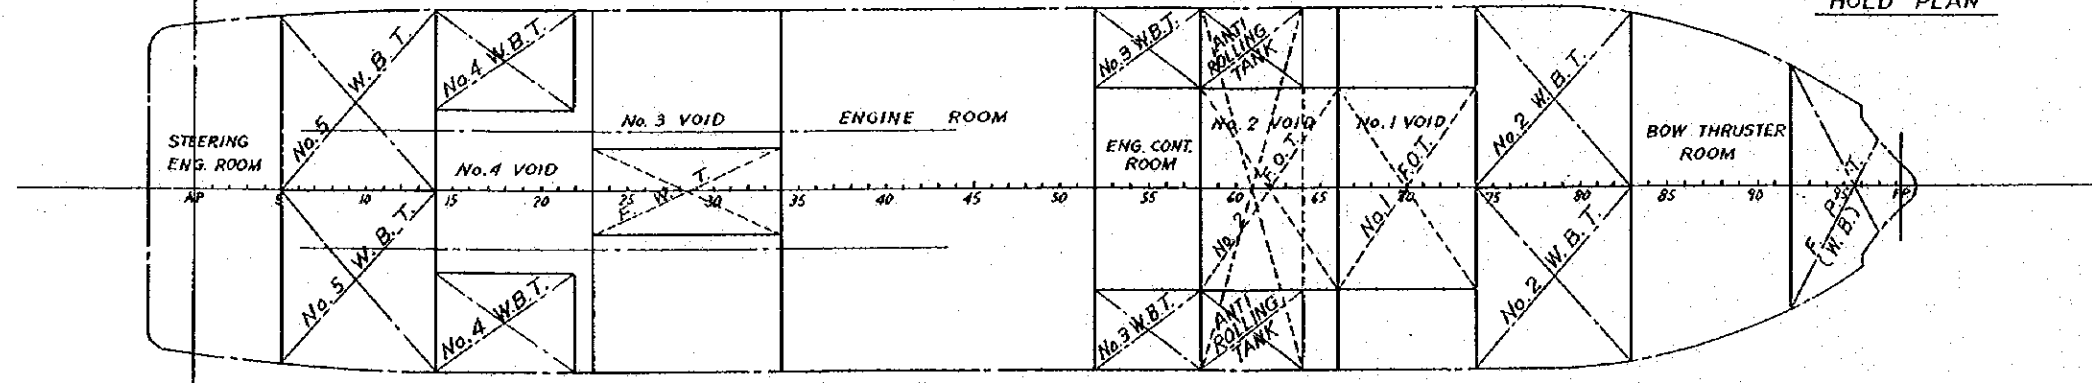 HOLD PLAN
STEERING
ENG. ROOM
No.5 W.B.T.
No.5 W.B.T.
No.4 W.B.T.
No.4 VOID
No.4 W.B.T.
No.3 VOID
F. W. T.
ENGINE ROOM
No.3 W.B.T.
ENG. CONT.
ROOM
No.3 W.B.T.
ANTI
ROLLING
TANK
No.2 VOID
No.2 F.O.T.
ANTI
ROLLING
TANK
No.1 VOID
No.1 F.O.T.
No.2 W.B.T.
No.2 W.B.T.
BOW THRUSTER
ROOM
F. P. T.
(W.B.)
AP 5 10 15 20 25 30 35 40 45 50 55 60 65 70 75 80 85 90 FP